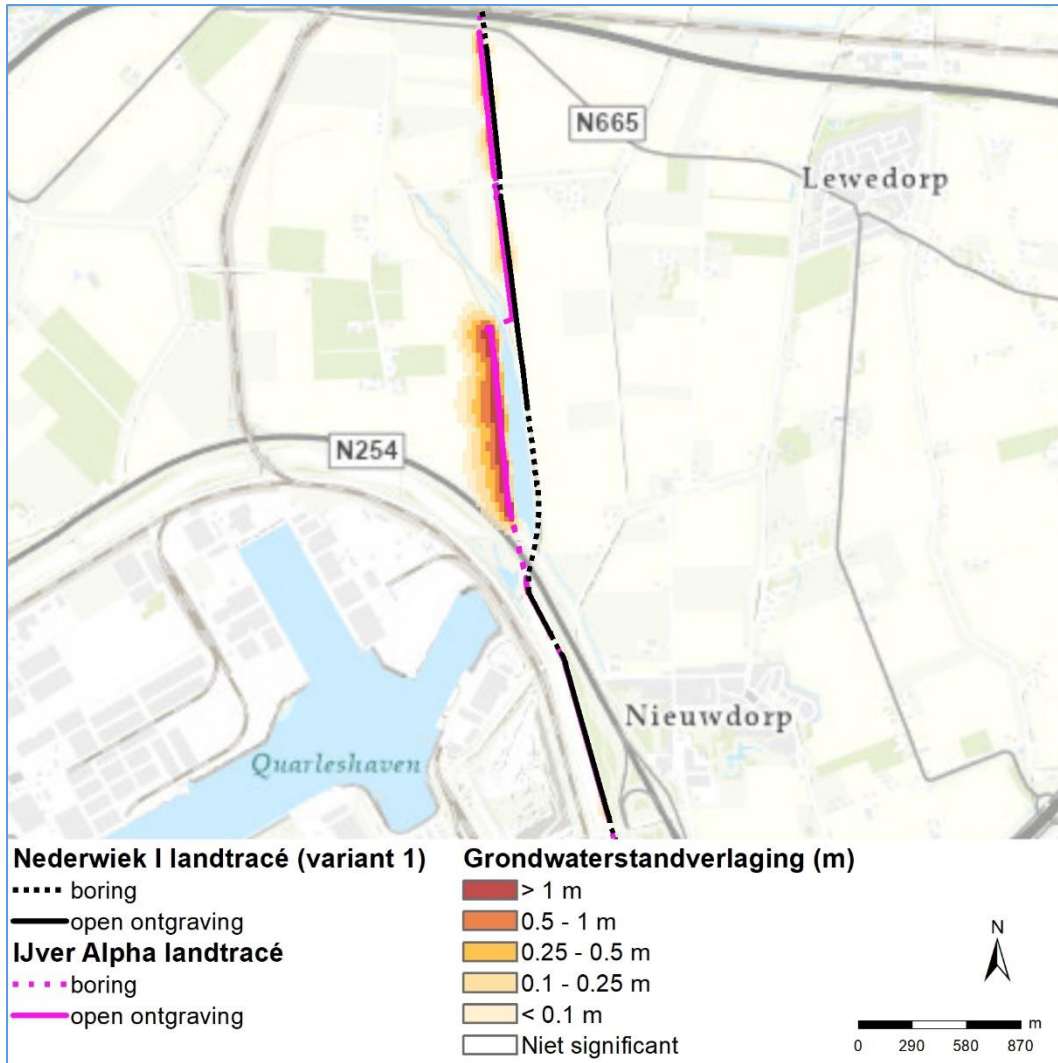 N665
Lewedorp
N254
Nieuwdorp
Quarleshaven
Nederwiek I landtracé (variant 1)
boring
open ontgraving
IJver Alpha landtracé
boring
open ontgraving
Grondwaterstandverlaging (m)
> 1 m
0.5 - 1 m
0.25 - 0.5 m
0.1 - 0.25 m
< 0.1 m
Niet significant
N
m
0 290 580 870